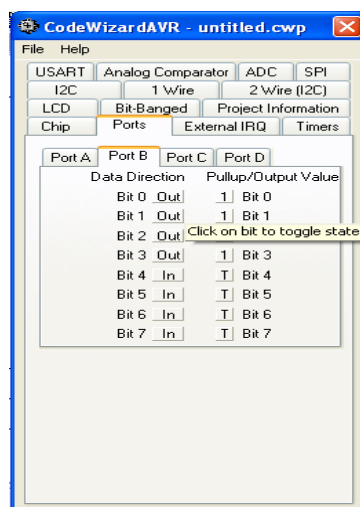 CodeWizardAVR - untitled.cwp
File Help
USART Analog Comparator ADC SPI
I2C 1 Wire 2 Wire (I2C)
LCD Bit-Banged Project Information
Chip Ports External IRQ Timers
Port A Port B Port C Port D
Data Direction Pullup/Output Value
Bit 0 Out 1 Bit 0
Bit 1 Out 1 Bit 1
Bit 2 Out Click on bit to toggle state
Bit 3 Out 1 Bit 3
Bit 4 In T Bit 4
Bit 5 In T Bit 5
Bit 6 In T Bit 6
Bit 7 In T Bit 7